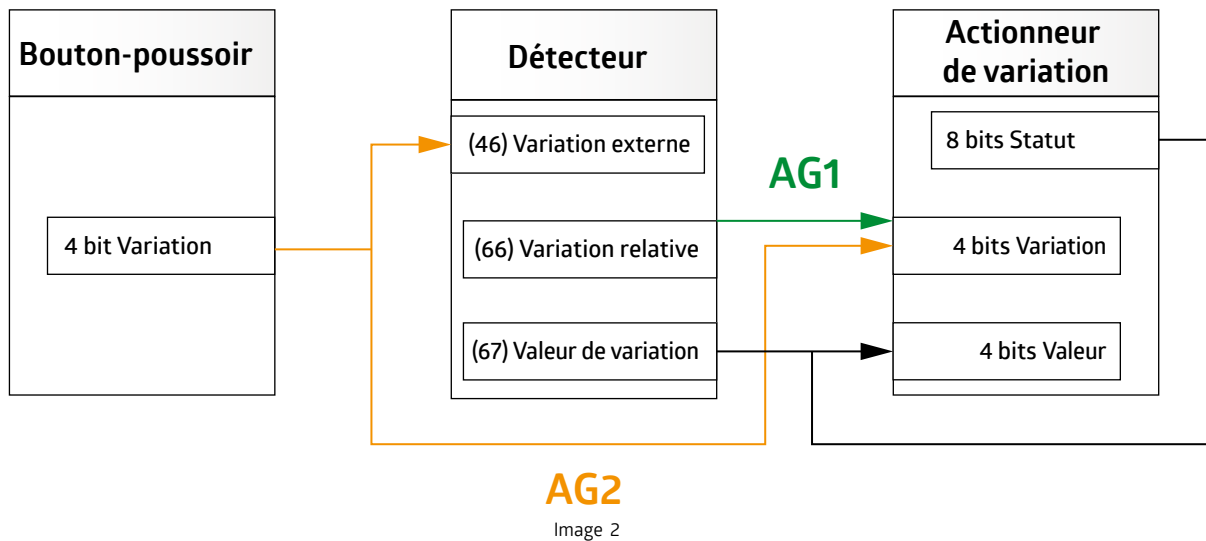 Bouton-poussoir
4 bit Variation
Détecteur
(46) Variation externe
(66) Variation relative
(67) Valeur de variation
AG1
Actionneur
de variation
8 bits Statut
4 bits Variation
4 bits Valeur
AG2
Image 2